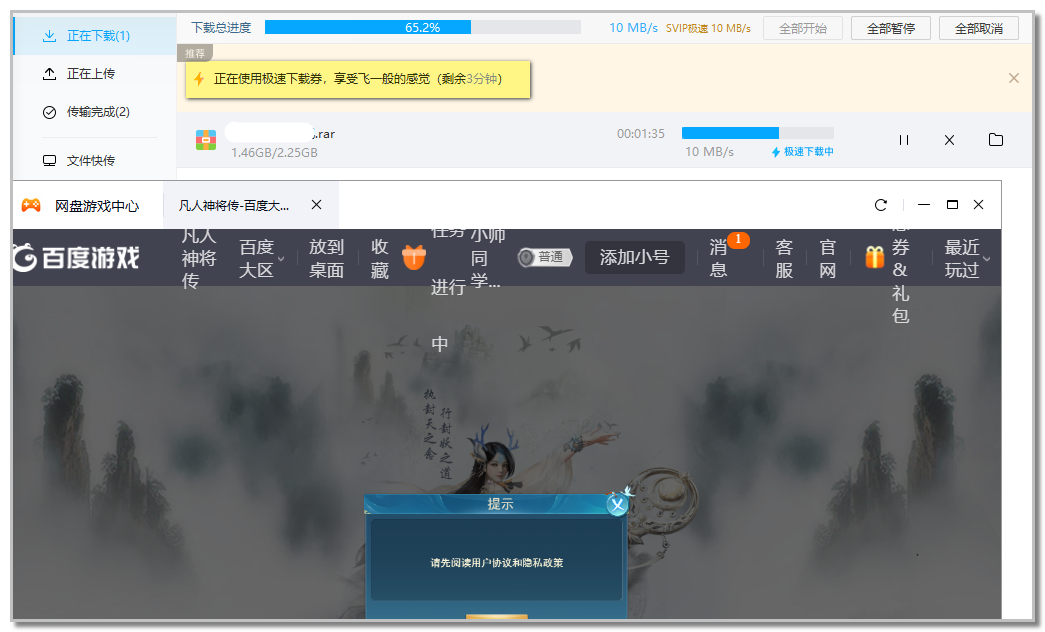 正在下载(1)
下载总进度 65.2% 10 MB/s SVIP极速 10 MB/s 全部开始 全部暂停 全部取消
推荐
正在上传
正在使用极速下载券，享受飞一般的感觉（剩余3分钟）
传输完成(2)
.rar
1.46GB/2.25GB
00:01:35
10 MB/s
极速下载中
文件快传
网盘游戏中心
凡人神将传-百度大...
百度游戏
凡人
神将
传
百度
大区
放到
桌面
收
藏
任务
进行
中
小师
同
学...
普通
添加小号
消
息
1
客
服
官
网
券
&
礼
包
最近
玩过
执封天之念
行封妖之道
提示
请先阅读用户协议和隐私政策